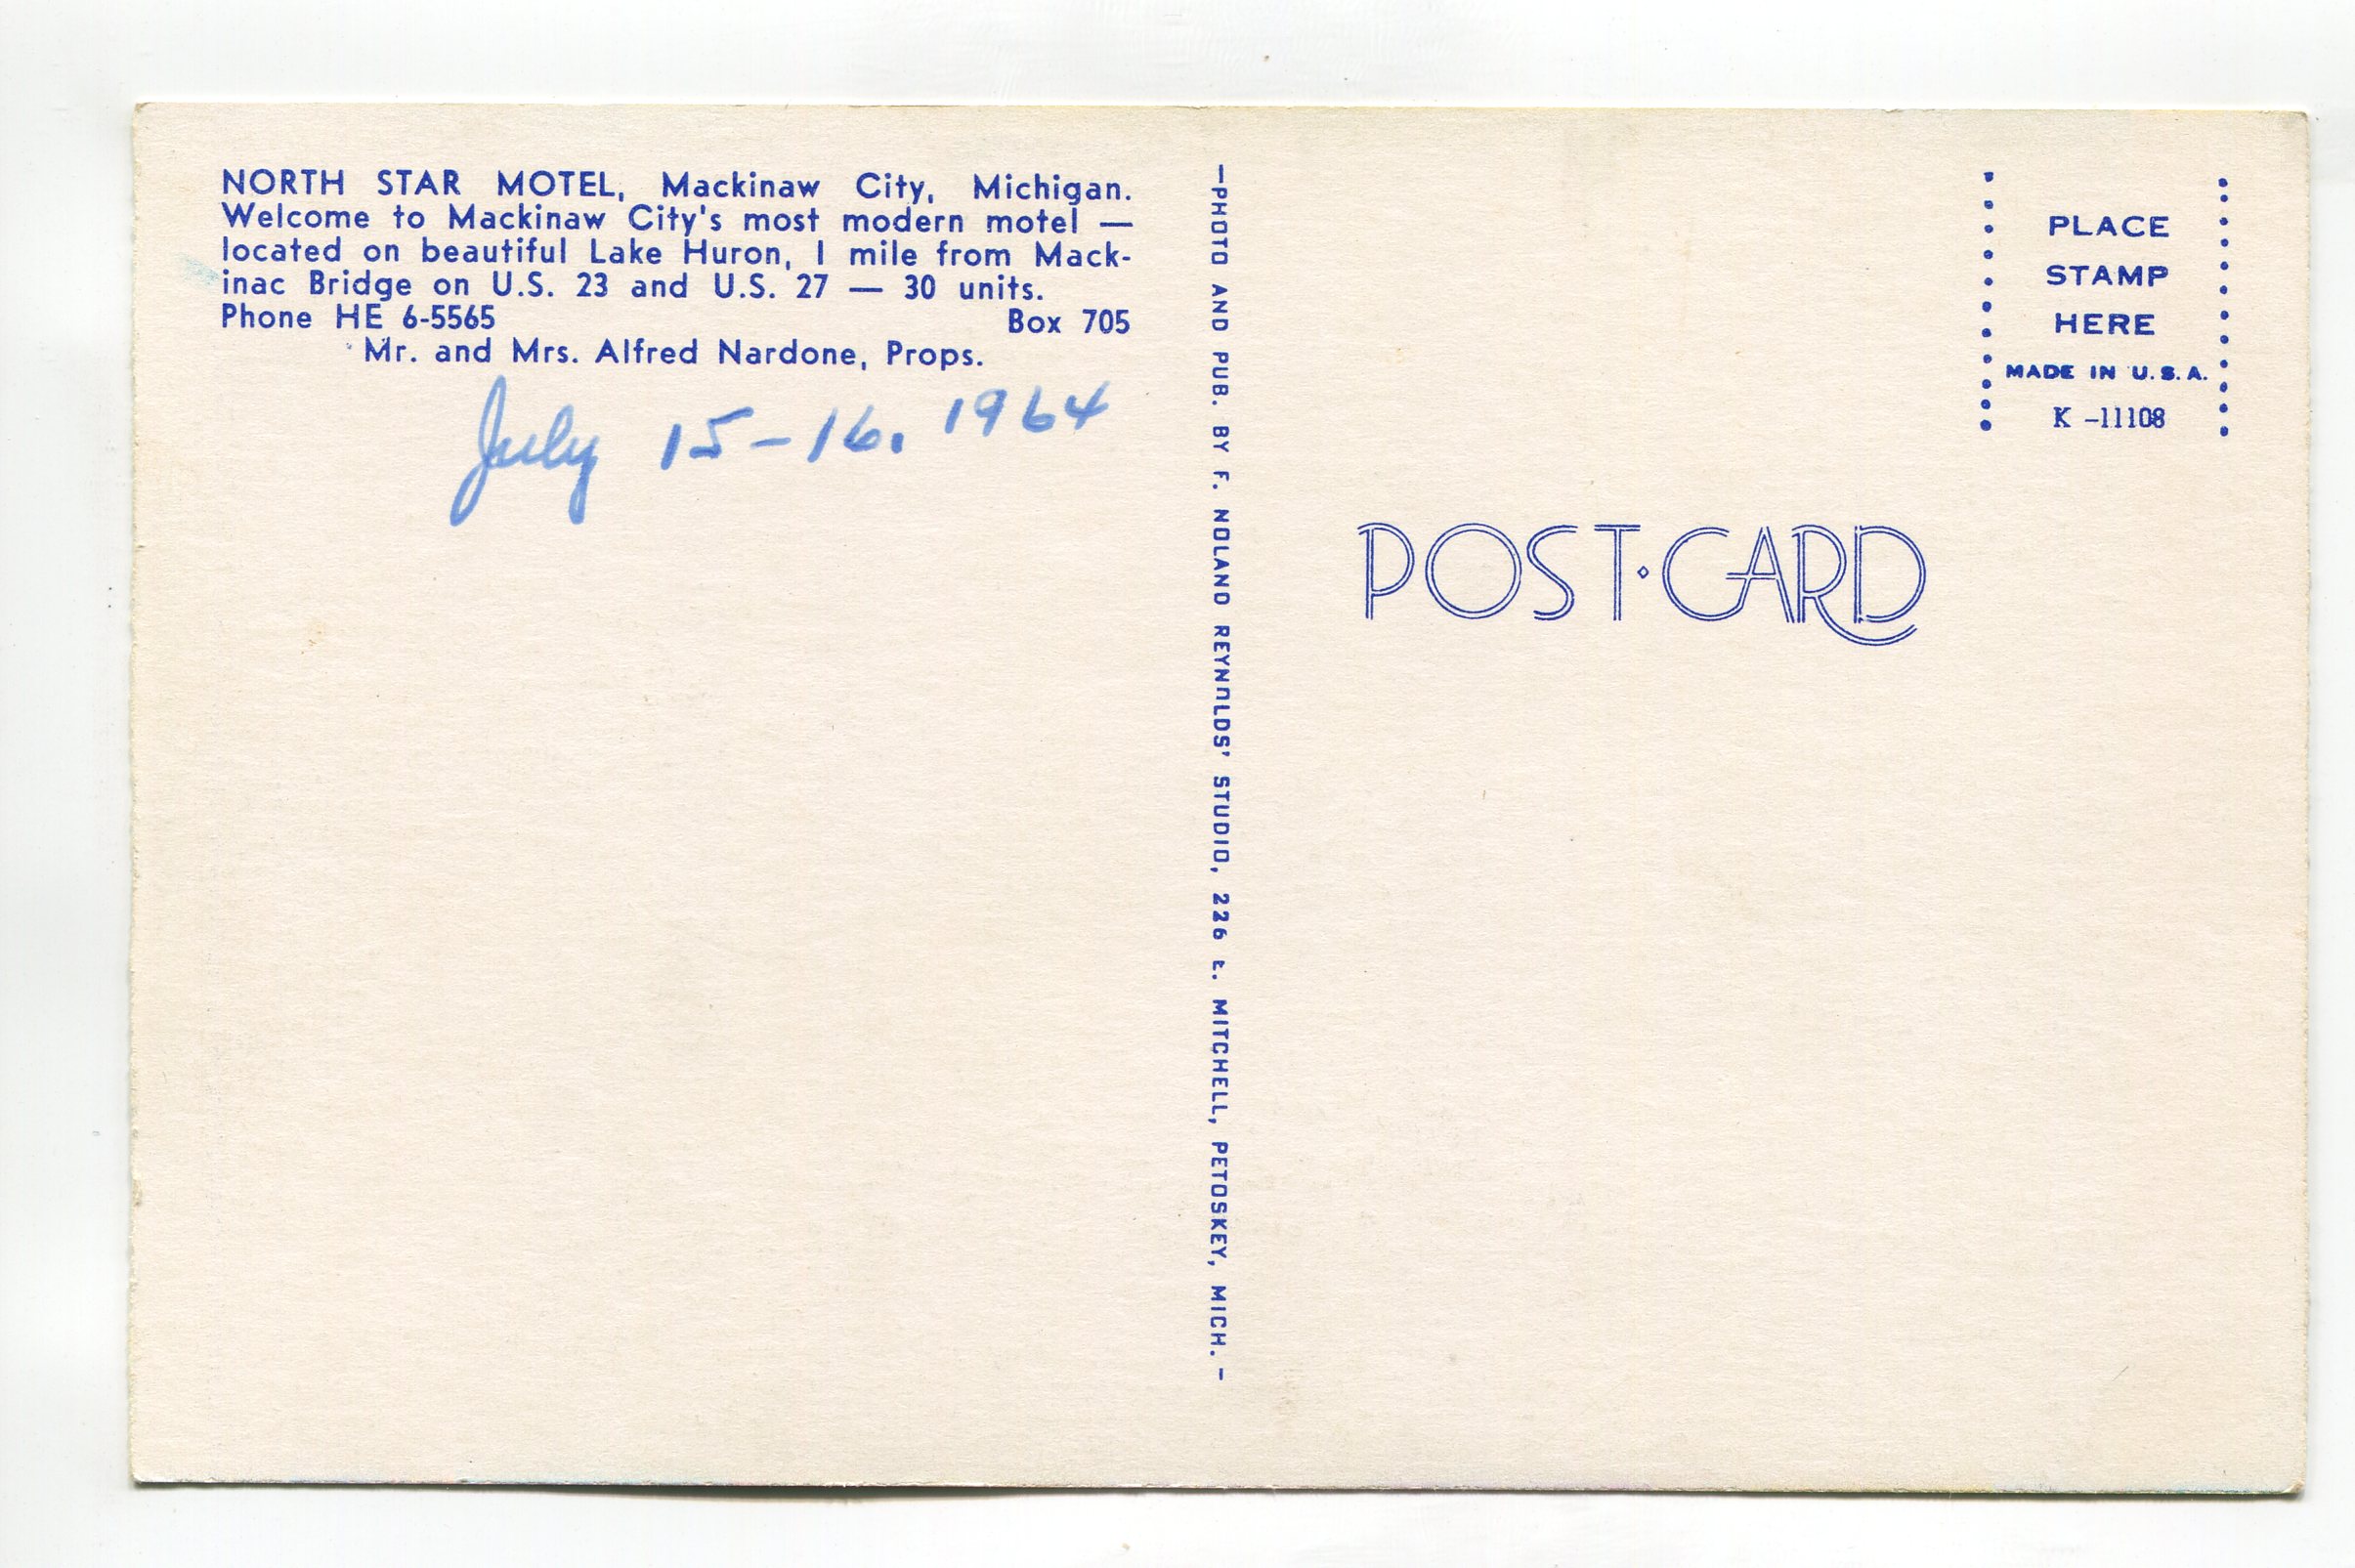 NORTH STAR MOTEL, Mackinaw City, Michigan.
Welcome to Mackinaw City's most modern motel —
located on beautiful Lake Huron, 1 mile from Mack-
inac Bridge on U.S. 23 and U.S. 27 — 30 units.
Phone HE 6-5565 Box 705
Mr. and Mrs. Alfred Nardone, Props.
July 15-16. 1964
—PHOTO AND PUB. BY F. NOLAND REYNOLDS' STUDIO, 226 E. MITCHELL, PETOSKEY, MICH. -
PLACE
STAMP
HERE
MADE IN U.S.A.
K -11108
POST·CARD